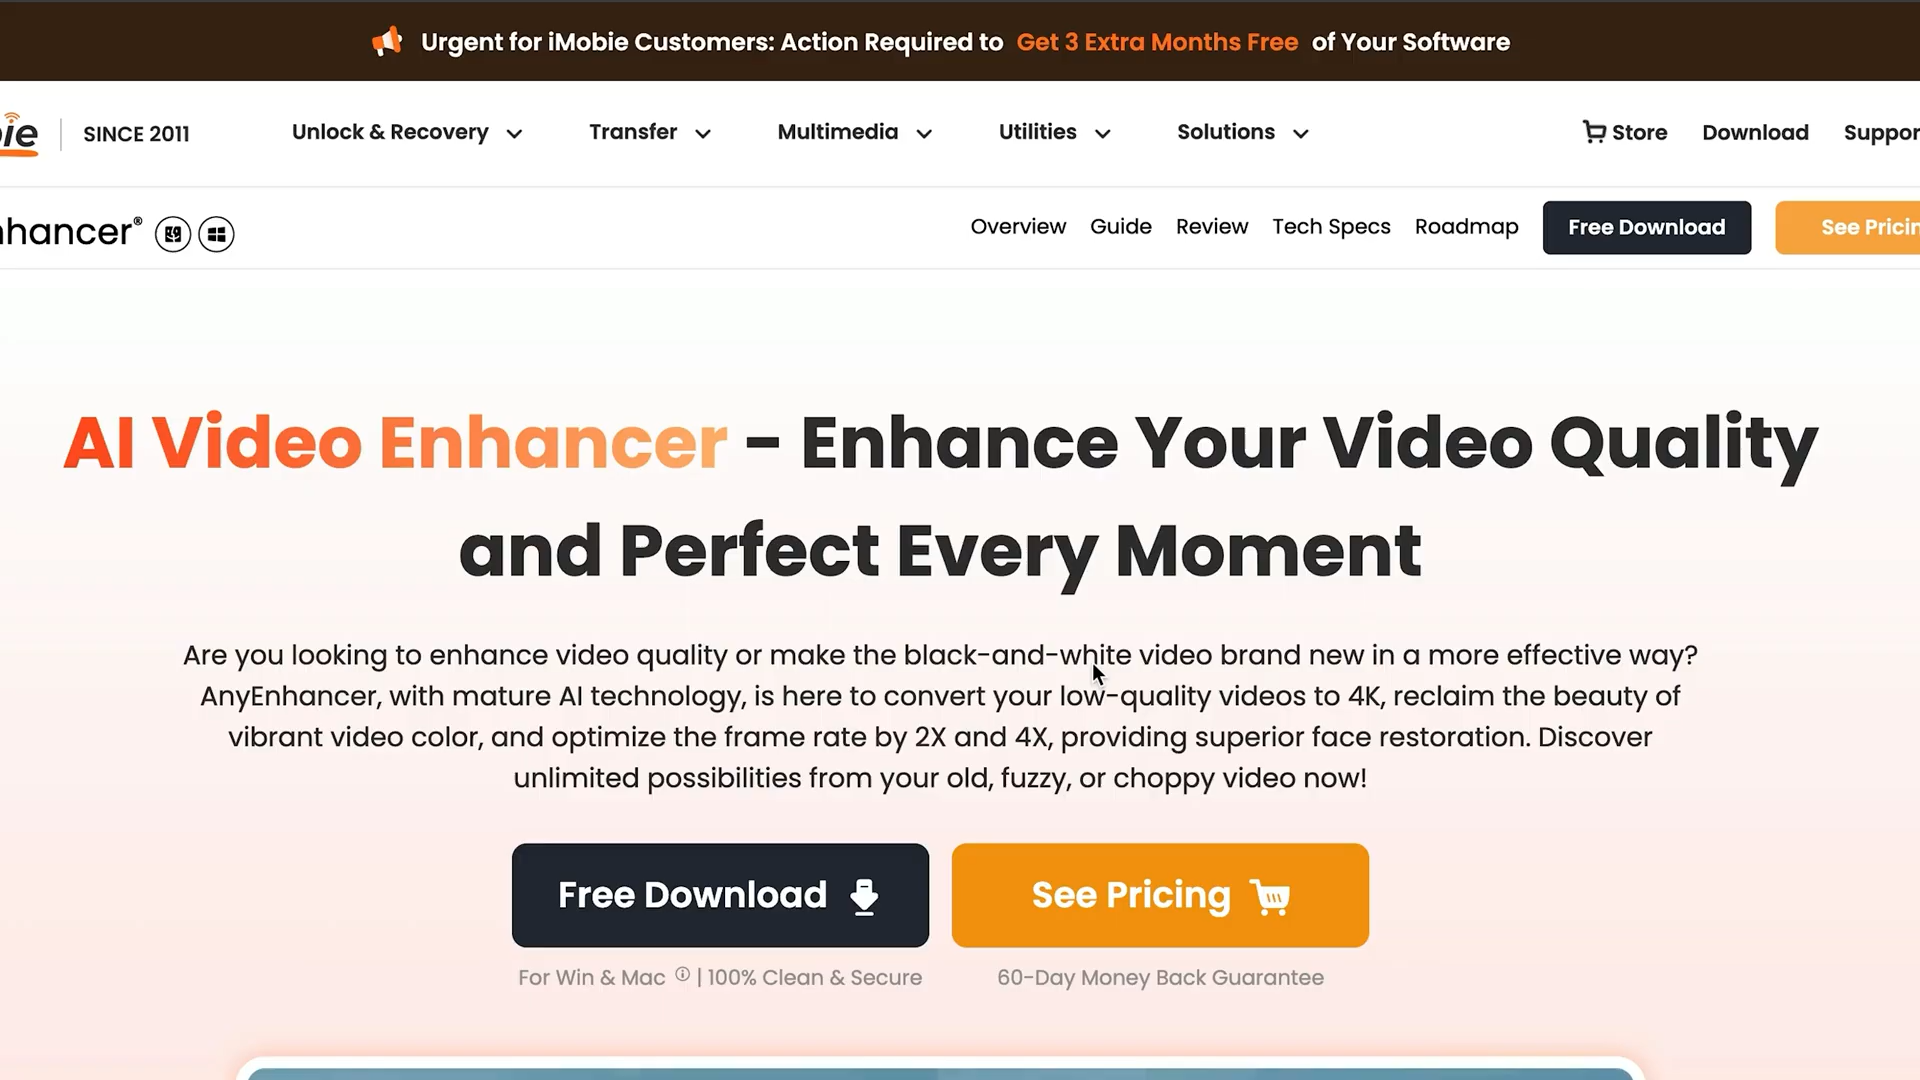 Urgent for iMobie Customers: Action Required to Get 3 Extra Months Free of Your Software
SINCE 2011
Unlock & Recovery
Transfer
Multimedia
Utilities
Solutions
Store
Download
Overview
Guide
Review
Tech Specs
Roadmap
Free Download
See
AI Video Enhancer - Enhance Your Video Quality
and Perfect Every Moment
Are you looking to enhance video quality or make the black-and-white video brand new in a more effective way?
AnyEnhancer, with mature AI technology, is here to convert your low-quality videos to 4K, reclaim the beauty of
vibrant video color, and optimize the frame rate by 2X and 4X, providing superior face restoration. Discover
unlimited possibilities from your old, fuzzy, or choppy video now!
Free Download
See Pricing
For Win & Mac | 100% Clean & Secure
60-Day Money Back Guarantee